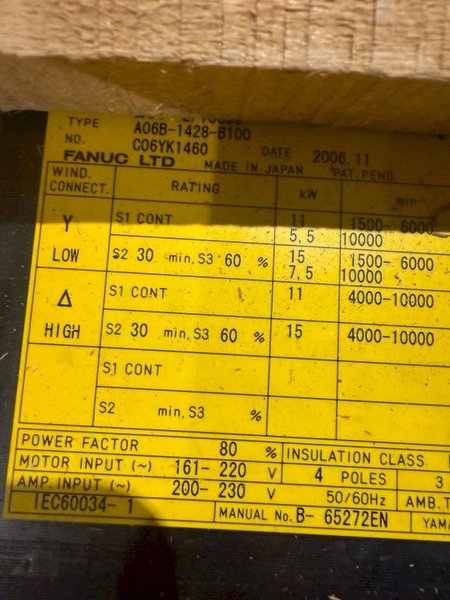 TYPE A06B-1428-B100
NO. C06YK1460 DATE 2006.11
FANUC LTD MADE IN JAPAN PAT. PEND.
WIND. CONNECT. RATING kW min
Y LOW S1 CONT 11 1500- 6000
5.5 10000
S2 30 min, S3 60 % 15 1500- 6000
7.5 10000
Δ HIGH S1 CONT 11 4000-10000
S2 30 min, S3 60 % 15 4000-10000
S1 CONT
S2 min, S3 %
POWER FACTOR 80 % INSULATION CLASS
MOTOR INPUT (~) 161- 220 V 4 POLES 3
AMP. INPUT (~) 200- 230 V 50/60Hz AMB. T
IEC60034- 1 MANUAL No. B- 65272EN YAMA